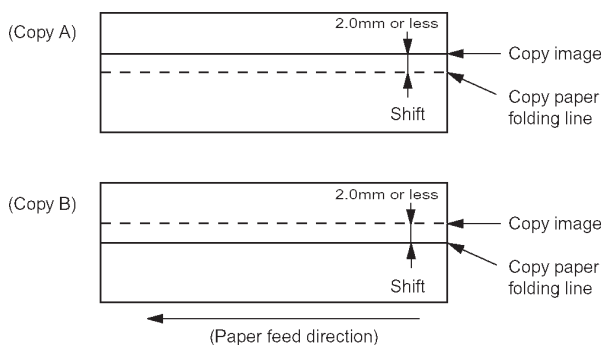 (Copy A)
2.0mm or less
Copy image
Shift
Copy paper
folding line
(Copy B)
2.0mm or less
Copy image
Shift
Copy paper
folding line
(Paper feed direction)